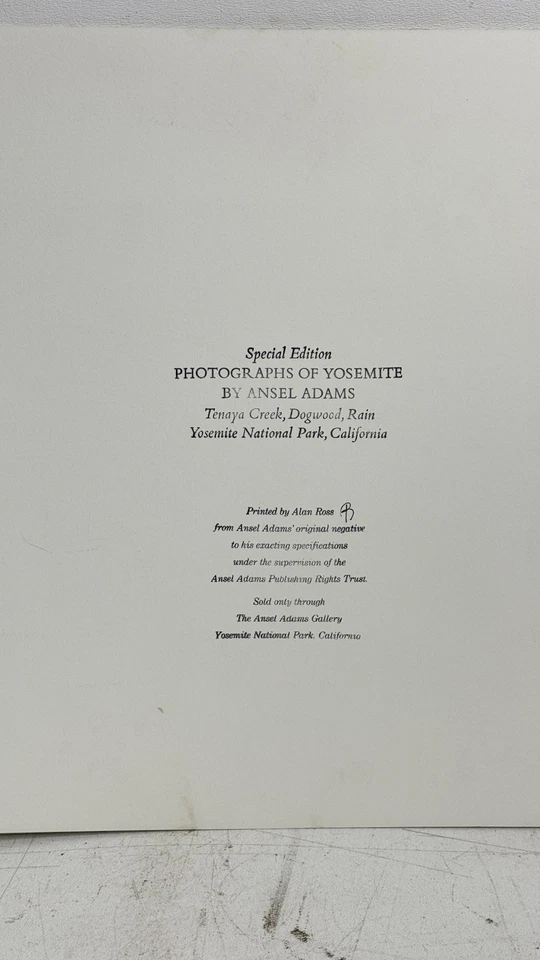 Special Edition
PHOTOGRAPHS OF YOSEMITE
BY ANSEL ADAMS
Tenaya Creek, Dogwood, Rain
Yosemite National Park, California
Printed by Alan Ross
from Ansel Adams' original negative
to his exacting specifications
under the supervision of the
Ansel Adams Publishing Rights Trust.
Sold only through
The Ansel Adams Gallery
Yosemite National Park. California